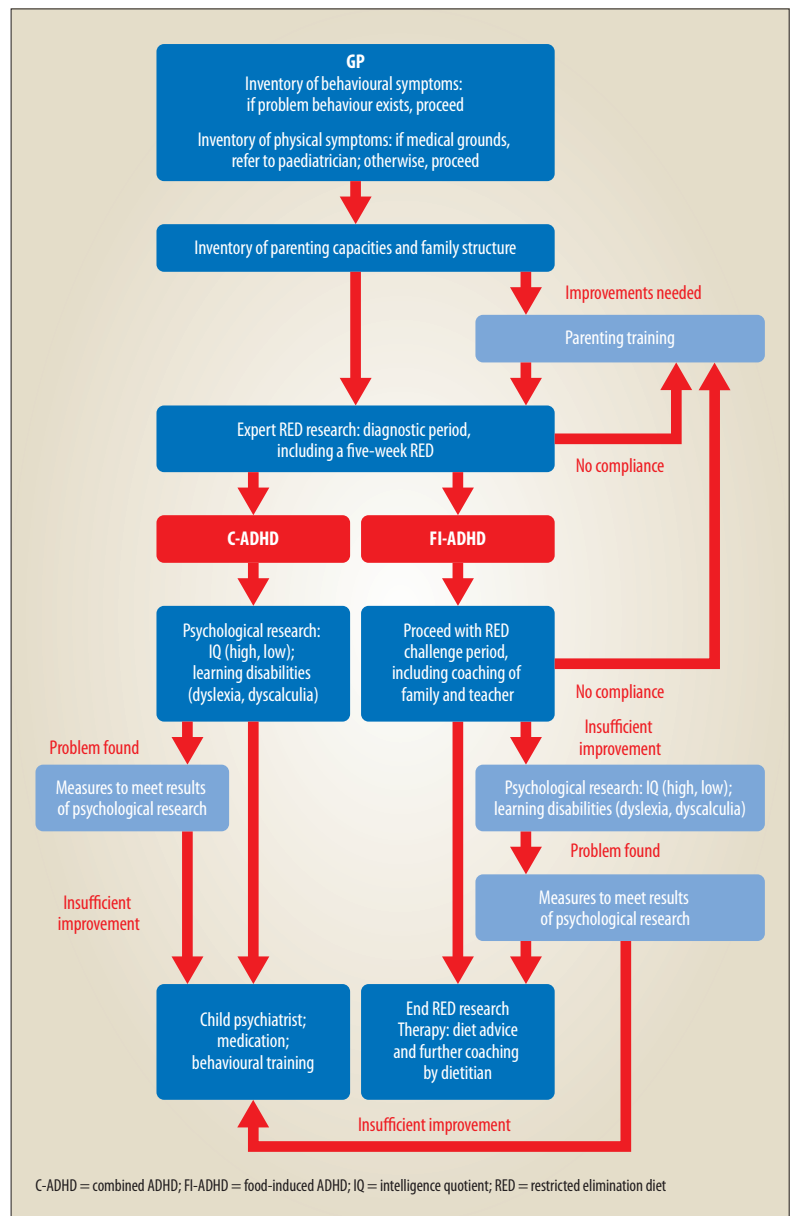 GP
Inventory of behavioural symptoms:
if problem behaviour exists, proceed
Inventory of physical symptoms: if medical grounds,
refer to paediatrician; otherwise, proceed
Inventory of parenting capacities and family structure
Improvements needed
Parenting training
Expert RED research: diagnostic period,
including a five-week RED
No compliance
C-ADHD
FI-ADHD
Psychological research:
IQ (high, low);
learning disabilities
(dyslexia, dyscalculia)
Proceed with RED
challenge period,
including coaching of
family and teacher
No compliance
Insufficient
improvement
Problem found
Measures to meet results
of psychological research
Psychological research: IQ (high, low);
learning disabilities (dyslexia, dyscalculia)
Problem found
Insufficient
improvement
Measures to meet results
of psychological research
Child psychiatrist;
medication;
behavioural training
End RED research
Therapy: diet advice
and further coaching
by dietitian
Insufficient improvement
C-ADHD = combined ADHD; FI-ADHD = food-induced ADHD; IQ = intelligence quotient; RED = restricted elimination diet